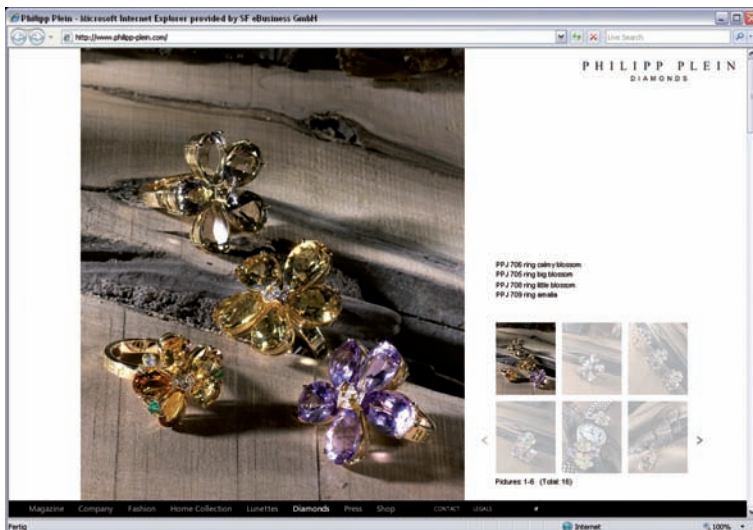 Philipp Plein - Microsoft Internet Explorer provided by SF eBusiness GmbH
http://www.philipp-plein.com/
Live Search
PHILIPP PLEIN
DIAMONDS
PPJ 706 ring calmy blossom
PPJ 705 ring big blossom
PPJ 708 ring little blossom
PPJ 709 ring amalia
Pictures: 1-6 (Total: 16)
Magazine Company Fashion Home Collection Lunettes Diamonds Press Shop CONTACT LEGALS
Fertig Internet 100%